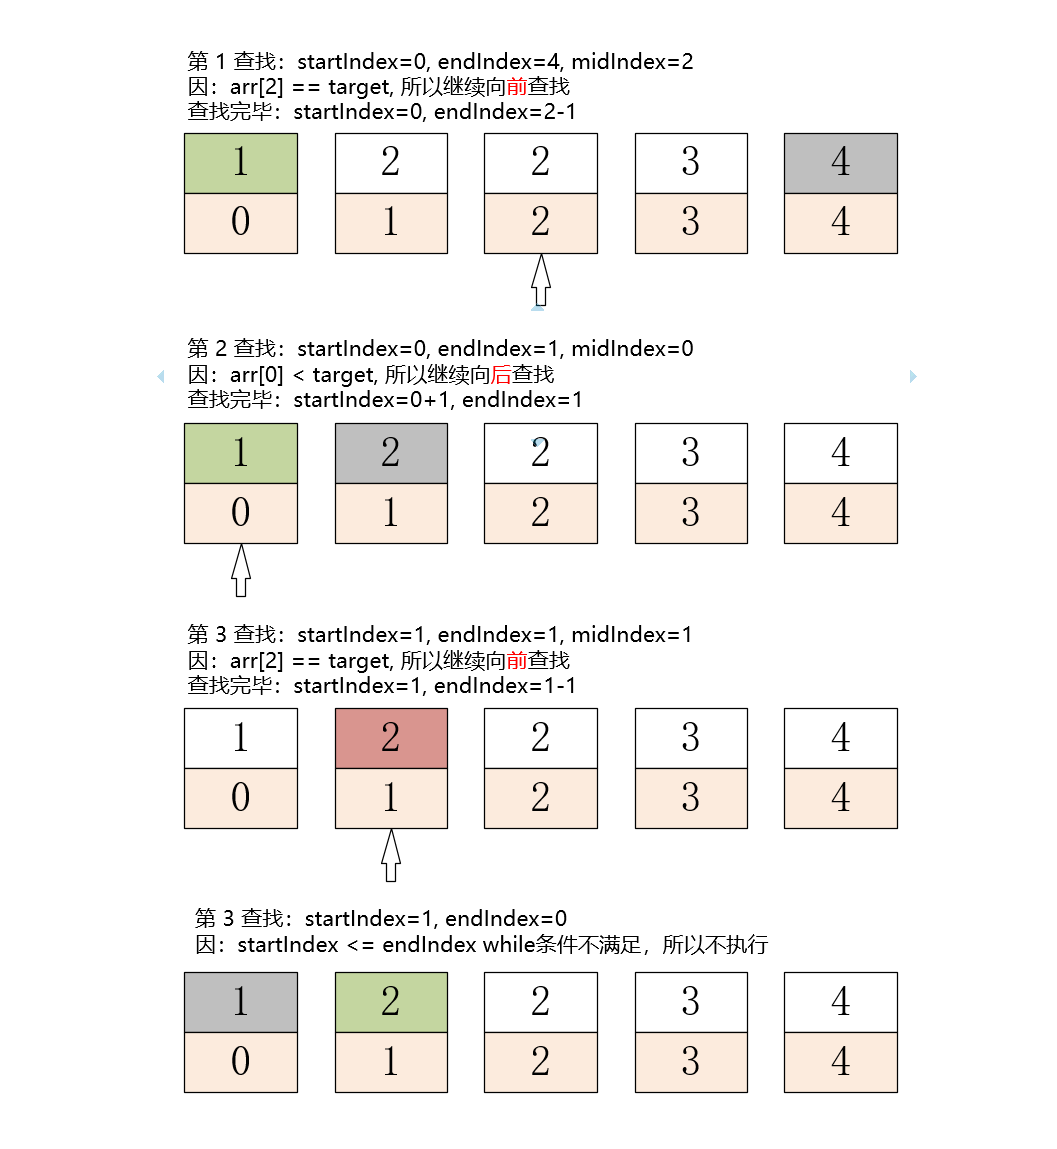 第 1 查找：startIndex=0, endIndex=4, midIndex=2
因：arr[2] == target, 所以继续向前查找
查找完毕：startIndex=0, endIndex=2-1
1 2 2 3 4
0 1 2 3 4
第 2 查找：startIndex=0, endIndex=1, midIndex=0
因：arr[0] < target, 所以继续向后查找
查找完毕：startIndex=0+1, endIndex=1
1 2 2 3 4
0 1 2 3 4
第 3 查找：startIndex=1, endIndex=1, midIndex=1
因：arr[2] == target, 所以继续向前查找
查找完毕：startIndex=1, endIndex=1-1
1 2 2 3 4
0 1 2 3 4
第 3 查找：startIndex=1, endIndex=0
因：startIndex <= endIndex while条件不满足，所以不执行
1 2 2 3 4
0 1 2 3 4